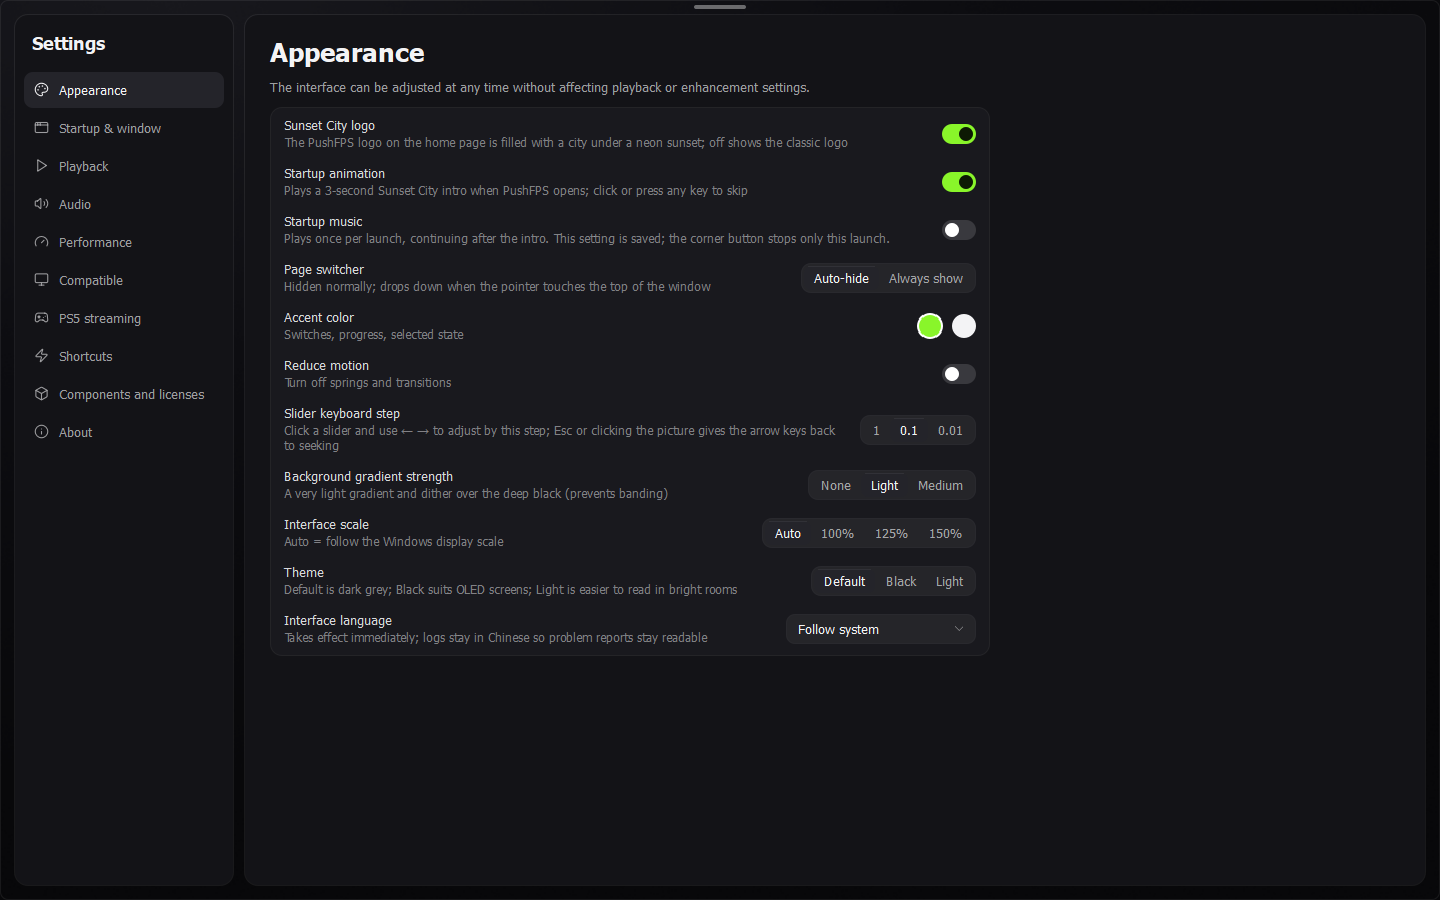 Settings
Appearance
Startup & window
Playback
Audio
Performance
Compatible
PS5 streaming
Shortcuts
Components and licenses
About
Appearance
The interface can be adjusted at any time without affecting playback or enhancement settings.
Sunset City logo
The PushFPS logo on the home page is filled with a city under a neon sunset; off shows the classic logo
Startup animation
Plays a 3-second Sunset City intro when PushFPS opens; click or press any key to skip
Startup music
Plays once per launch, continuing after the intro. This setting is saved; the corner button stops only this launch.
Page switcher
Hidden normally; drops down when the pointer touches the top of the window
Auto-hide Always show
Accent color
Switches, progress, selected state
Reduce motion
Turn off springs and transitions
Slider keyboard step
Click a slider and use ← → to adjust by this step; Esc or clicking the picture gives the arrow keys back
to seeking
1 0.1 0.01
Background gradient strength
A very light gradient and dither over the deep black (prevents banding)
None Light Medium
Interface scale
Auto = follow the Windows display scale
Auto 100% 125% 150%
Theme
Default is dark grey; Black suits OLED screens; Light is easier to read in bright rooms
Default Black Light
Interface language
Takes effect immediately; logs stay in Chinese so problem reports stay readable
Follow system